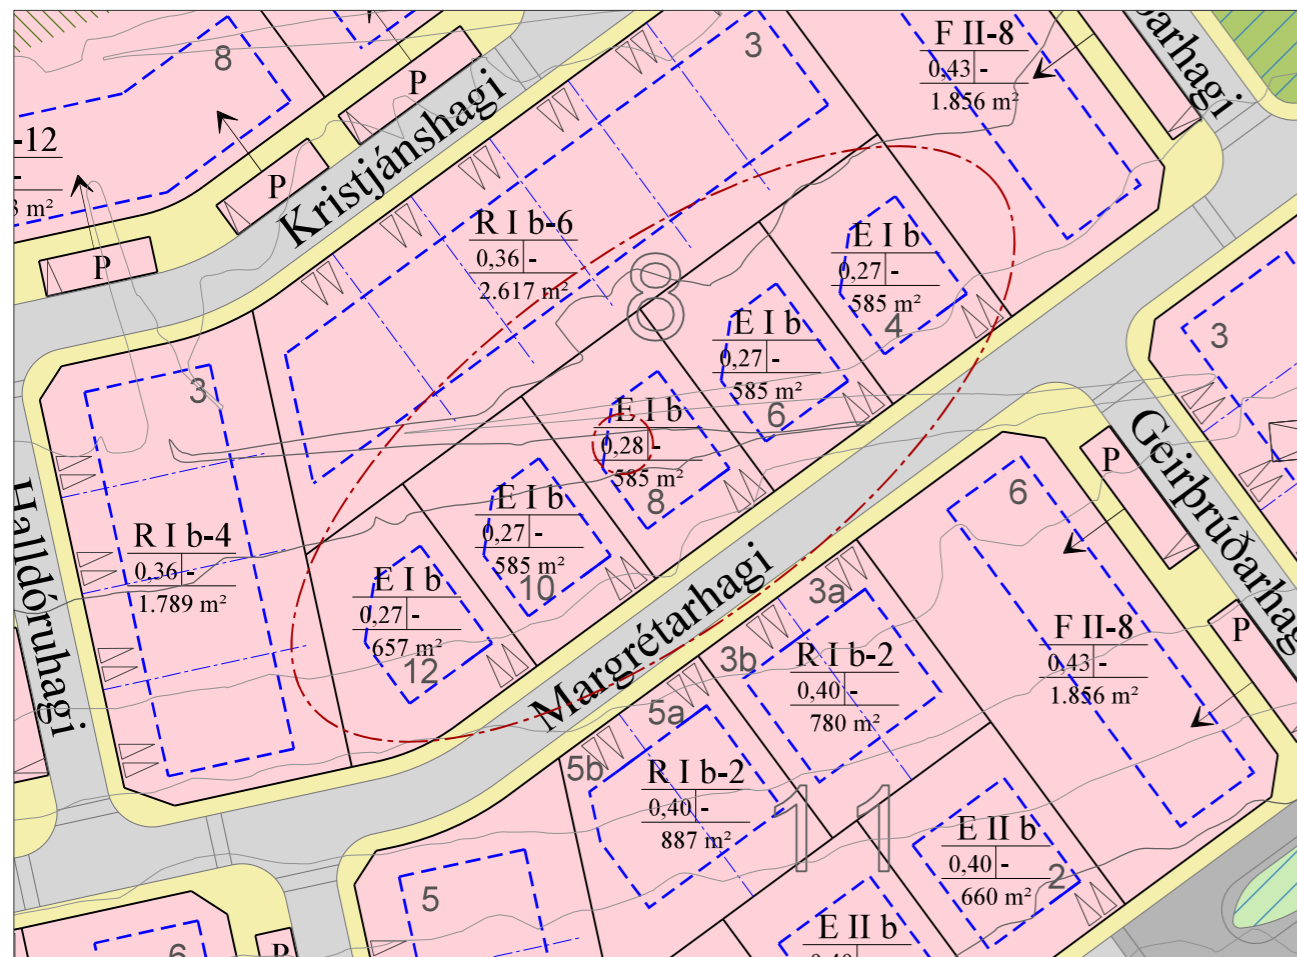 8
P
P
P
-12
-
3 m²
Kristjánshagi
3
R I b-6
0,36 -
2.617 m²
F II-8
0,43 -
1.856 m²
8
E I b
0,27 -
585 m²
4
E I b
0,27 -
585 m²
6
E I b
0,28 -
585 m²
8
E I b
0,27 -
585 m²
10
E I b
0,27 -
657 m²
12
3
R I b-4
0,36 -
1.789 m²
Halldóruhagi
Margrétarhagi
3
Geirþrúðarhag
P
P
6
F II-8
0,43 -
1.856 m²
3a
3b
R I b-2
0,40 -
780 m²
5a
5b
R I b-2
0,40 -
887 m²
11
E II b
0,40 -
660 m²
2
E II b
5
6
P